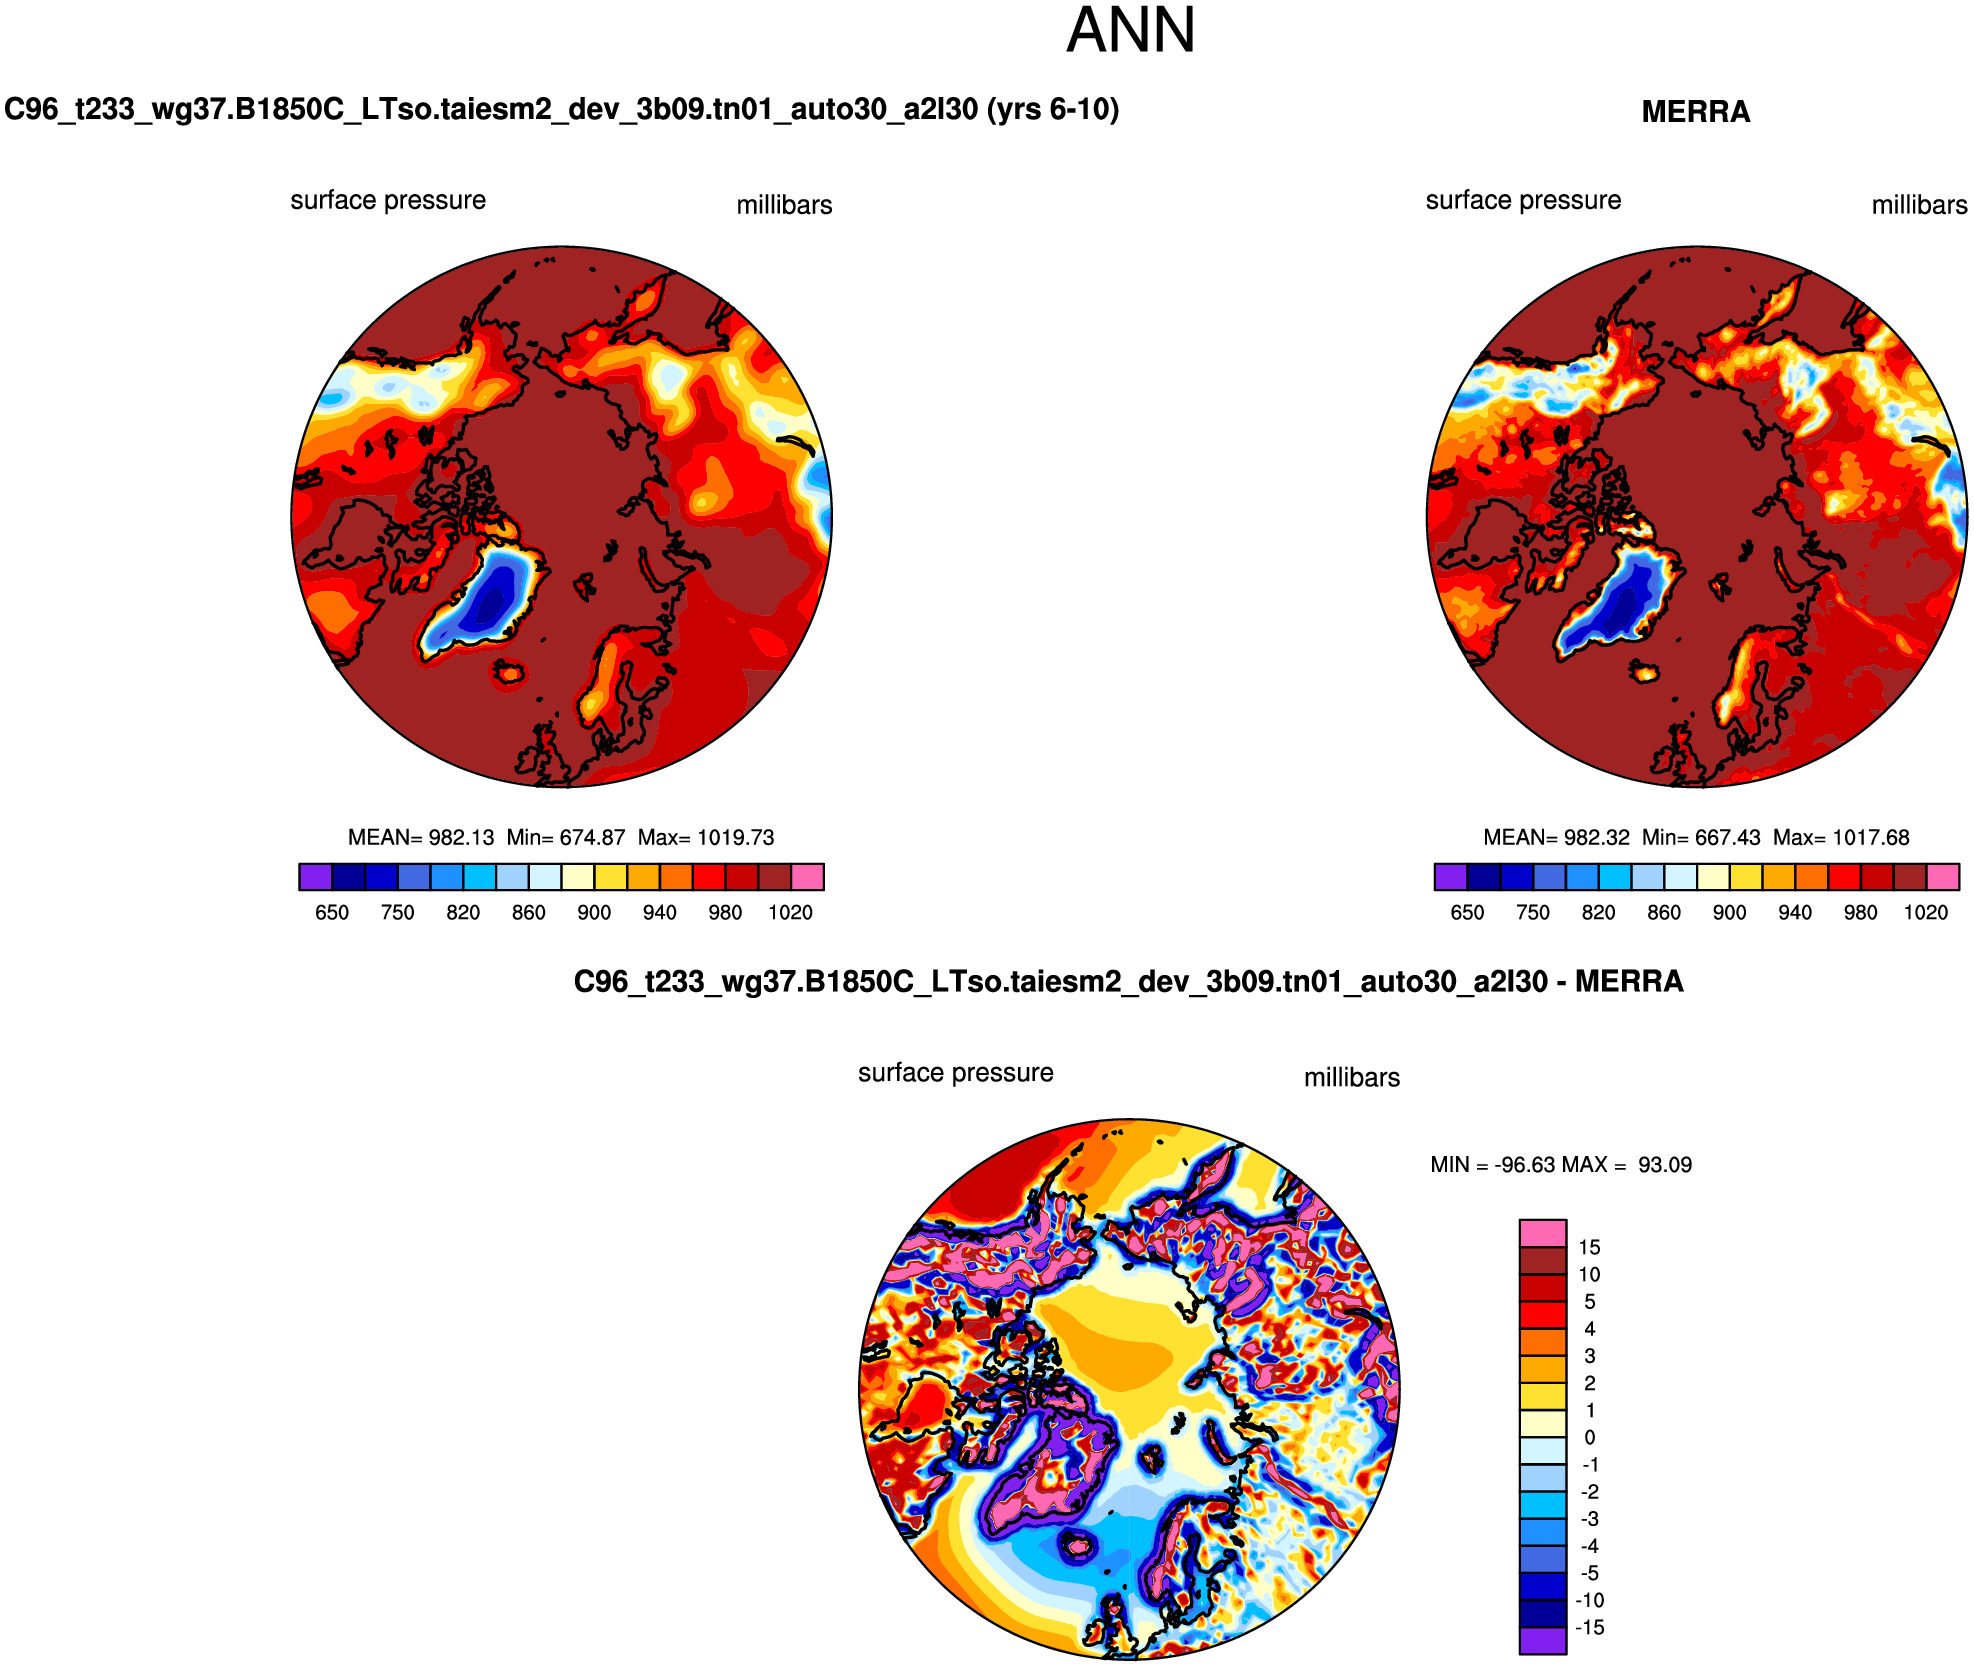 ANN
C96_t233_wg37.B1850C_LTso.taiesm2_dev_3b09.tn01_auto30_a2l30 (yrs 6-10)
MERRA
surface pressure millibars
surface pressure millibars
MEAN= 982.13 Min= 674.87 Max= 1019.73
650 750 820 860 900 940 980 1020
MEAN= 982.32 Min= 667.43 Max= 1017.68
650 750 820 860 900 940 980 1020
C96_t233_wg37.B1850C_LTso.taiesm2_dev_3b09.tn01_auto30_a2l30 - MERRA
surface pressure millibars
MIN = -96.63 MAX = 93.09
15
10
5
4
3
2
1
0
-1
-2
-3
-4
-5
-10
-15